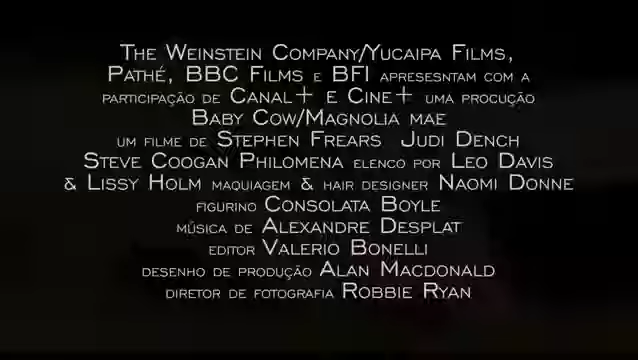 The Weinstein Company/Yucaipa Films,
Pathé, BBC Films e BFI apresesntam com a
participação de Canal+ e Cine+ uma procução
Baby Cow/Magnolia mae
um filme de Stephen Frears Judi Dench
Steve Coogan Philomena elenco por Leo Davis
& Lissy Holm maquiagem & hair designer Naomi Donne
figurino Consolata Boyle
música de Alexandre Desplat
editor Valerio Bonelli
desenho de produção Alan Macdonald
diretor de fotografia Robbie Ryan